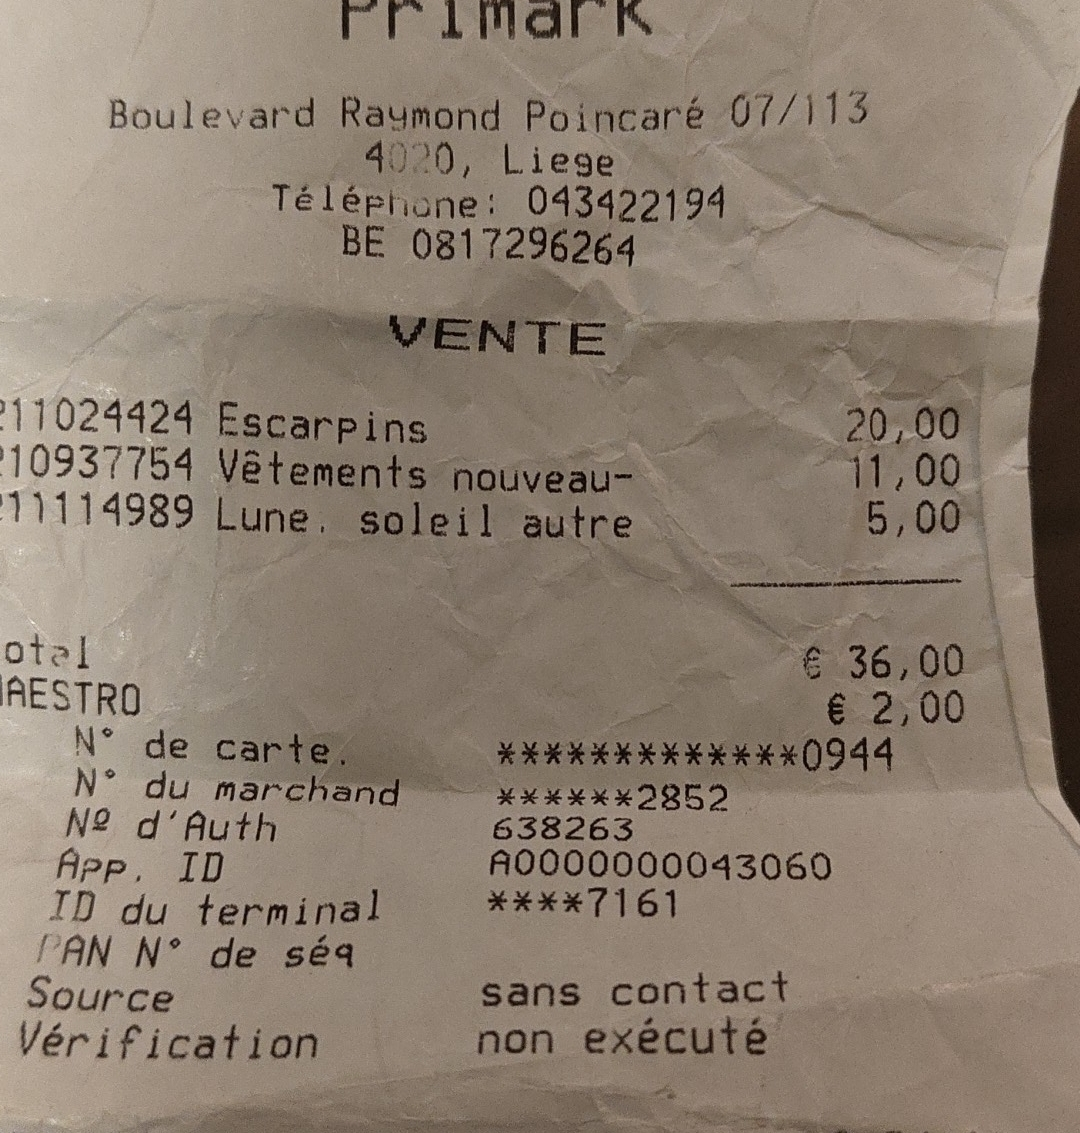 Primark
Boulevard Raymond Poincaré 07/113
4020, Liege
Téléphone: 043422194
BE 0817296264
VENTE
211024424 Escarpins 20,00
210937754 Vêtements nouveau- 11,00
211114989 Lune. soleil autre 5,00
otal € 36,00
MAESTRO € 2,00
N° de carte. *************0944
N° du marchand ******2852
Nº d'Auth 638263
App. ID A0000000043060
ID du terminal ****7161
PAN N° de séq
Source sans contact
Vérification non exécuté